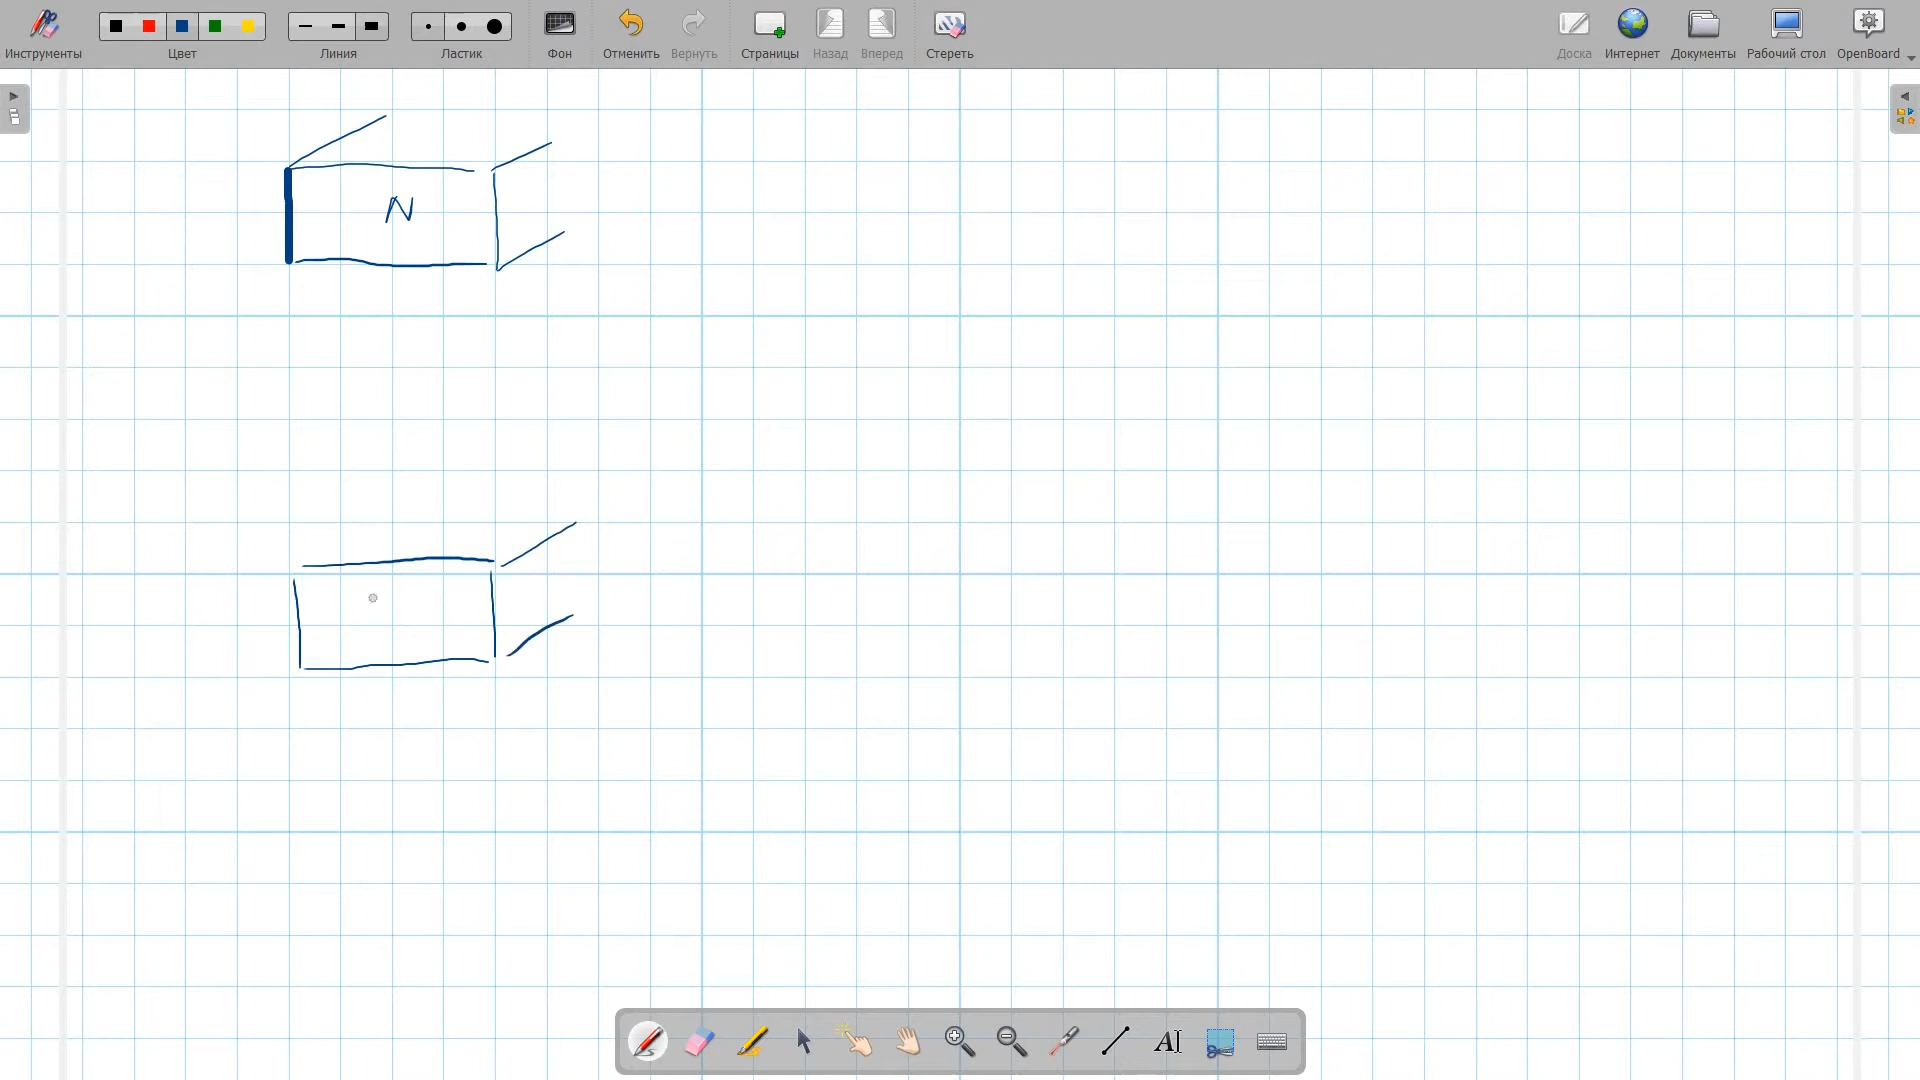 Инструменты Цвет Линия Ластик Фон Отменить Вернуть Страницы Назад Вперед Стереть Доска Интернет Документы Рабочий стол OpenBoard
N